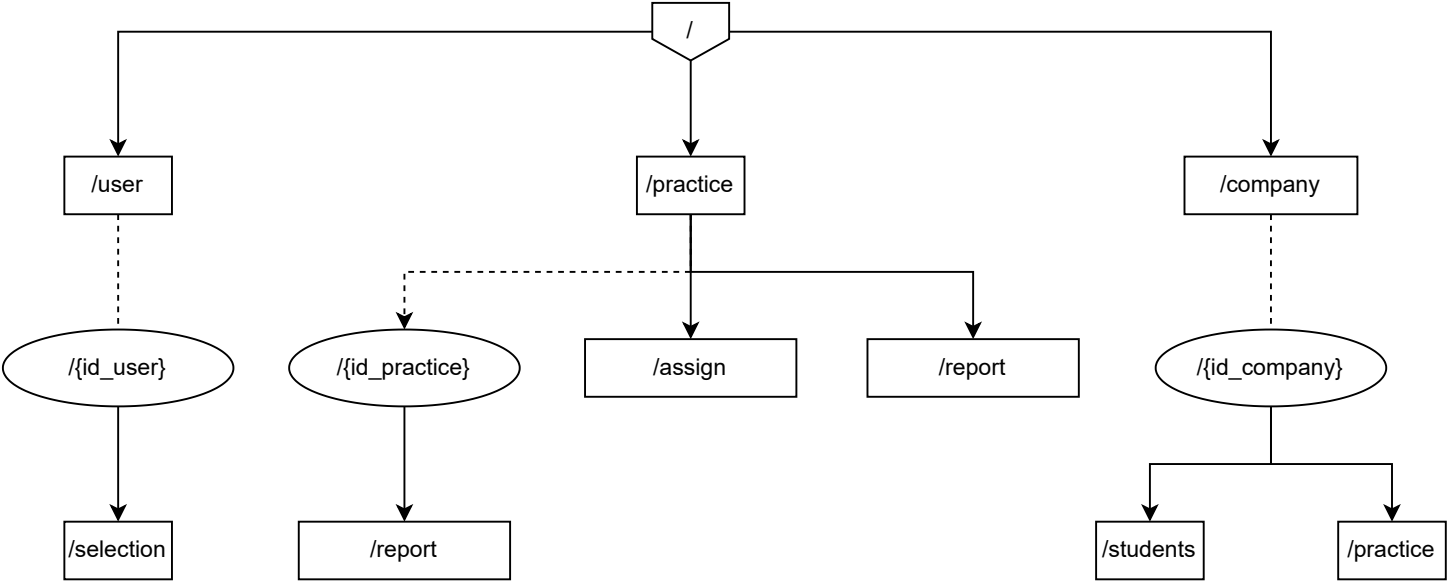 /
/user
/practice
/company
/{id_user}
/{id_practice}
/assign
/report
/{id_company}
/selection
/report
/students
/practice